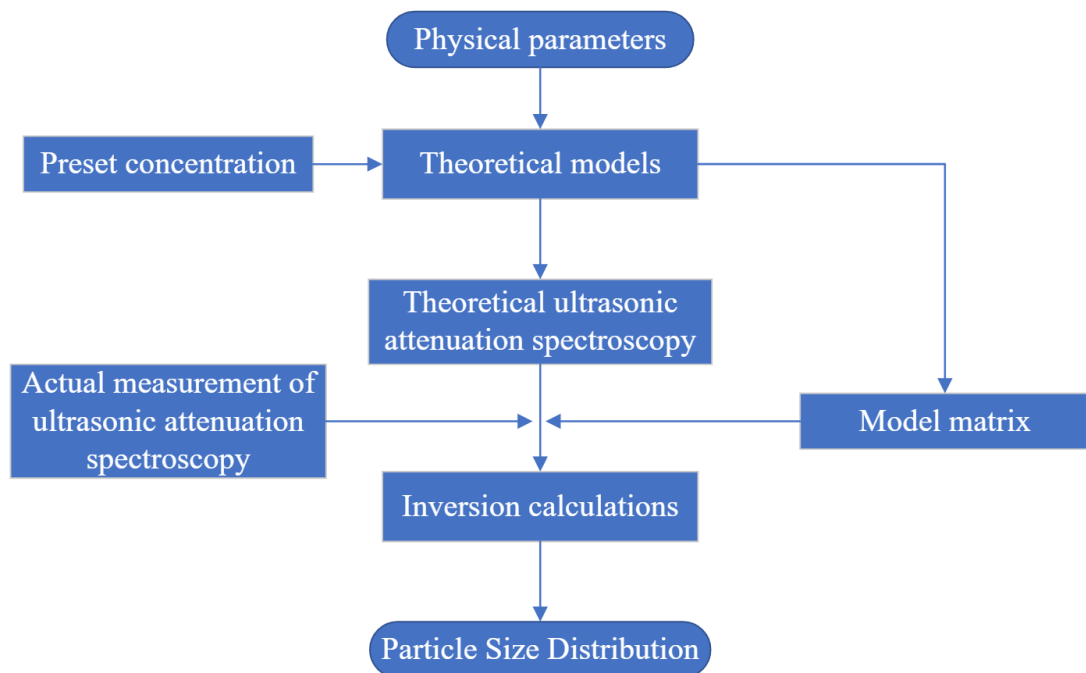 Physical parameters
Preset concentration
Theoretical models
Theoretical ultrasonic
attenuation spectroscopy
Actual measurement of
ultrasonic attenuation
spectroscopy
Model matrix
Inversion calculations
Particle Size Distribution